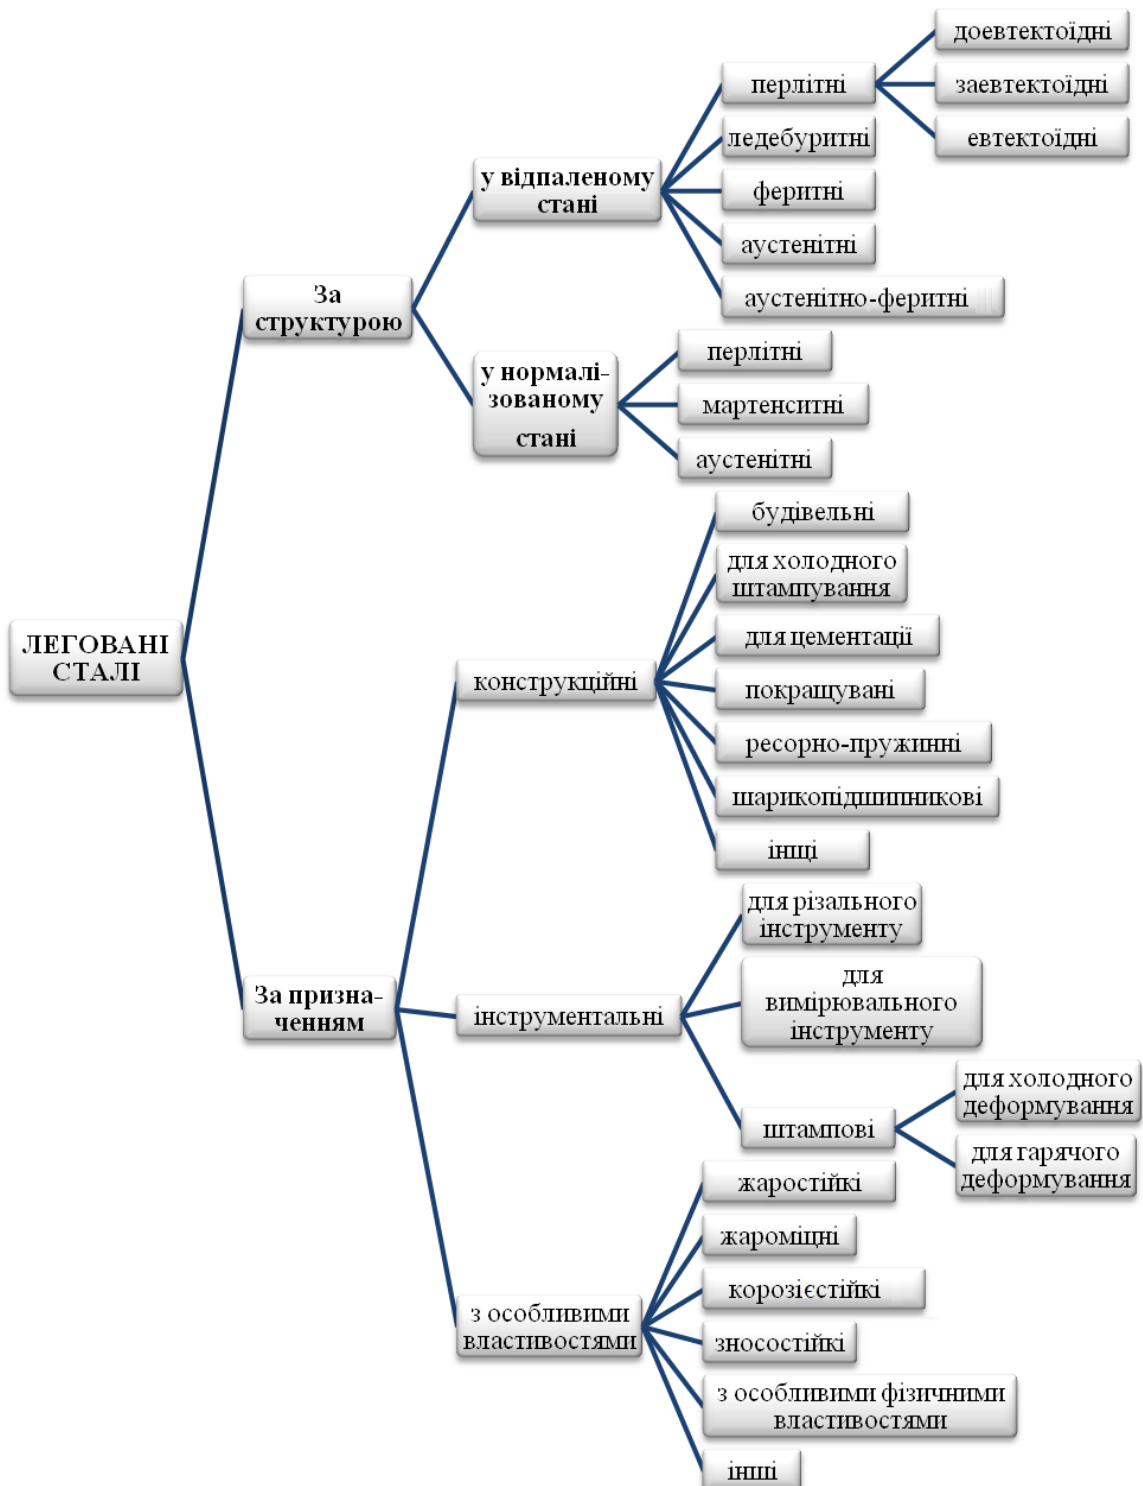 доевтектоїдні
перлітні
заевтектоїдні
ледебуритні
евтектоїдні
у відпаленому
стані
феритні
аустенітні
аустенітно-феритні
За
структурою
перлітні
у нормалі-
зованому
стані
мартенситні
аустенітні
будівельні
для холодного
штампування
ЛЕГОВАНІ
СТАЛІ
для цементації
конструкційні
покращувані
ресорно-пружинні
шарикопідшипникові
інщі
для різального
інструменту
За призна-
ченням
інструментальні
для
вимірювального
інструменту
для холодного
деформування
штампові
для гарячого
деформування
жаростійкі
жароміцні
корозієстійкі
з особливими
властивостями
зносостійкі
з особливими фізичними
властивостями
інші